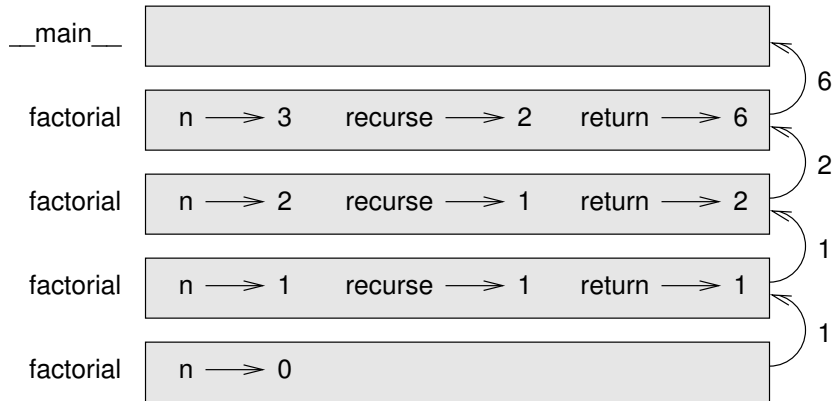 __main__
6
factorial n 3 recurse 2 return 6
2
factorial n 2 recurse 1 return 2
1
factorial n 1 recurse 1 return 1
1
factorial n 0